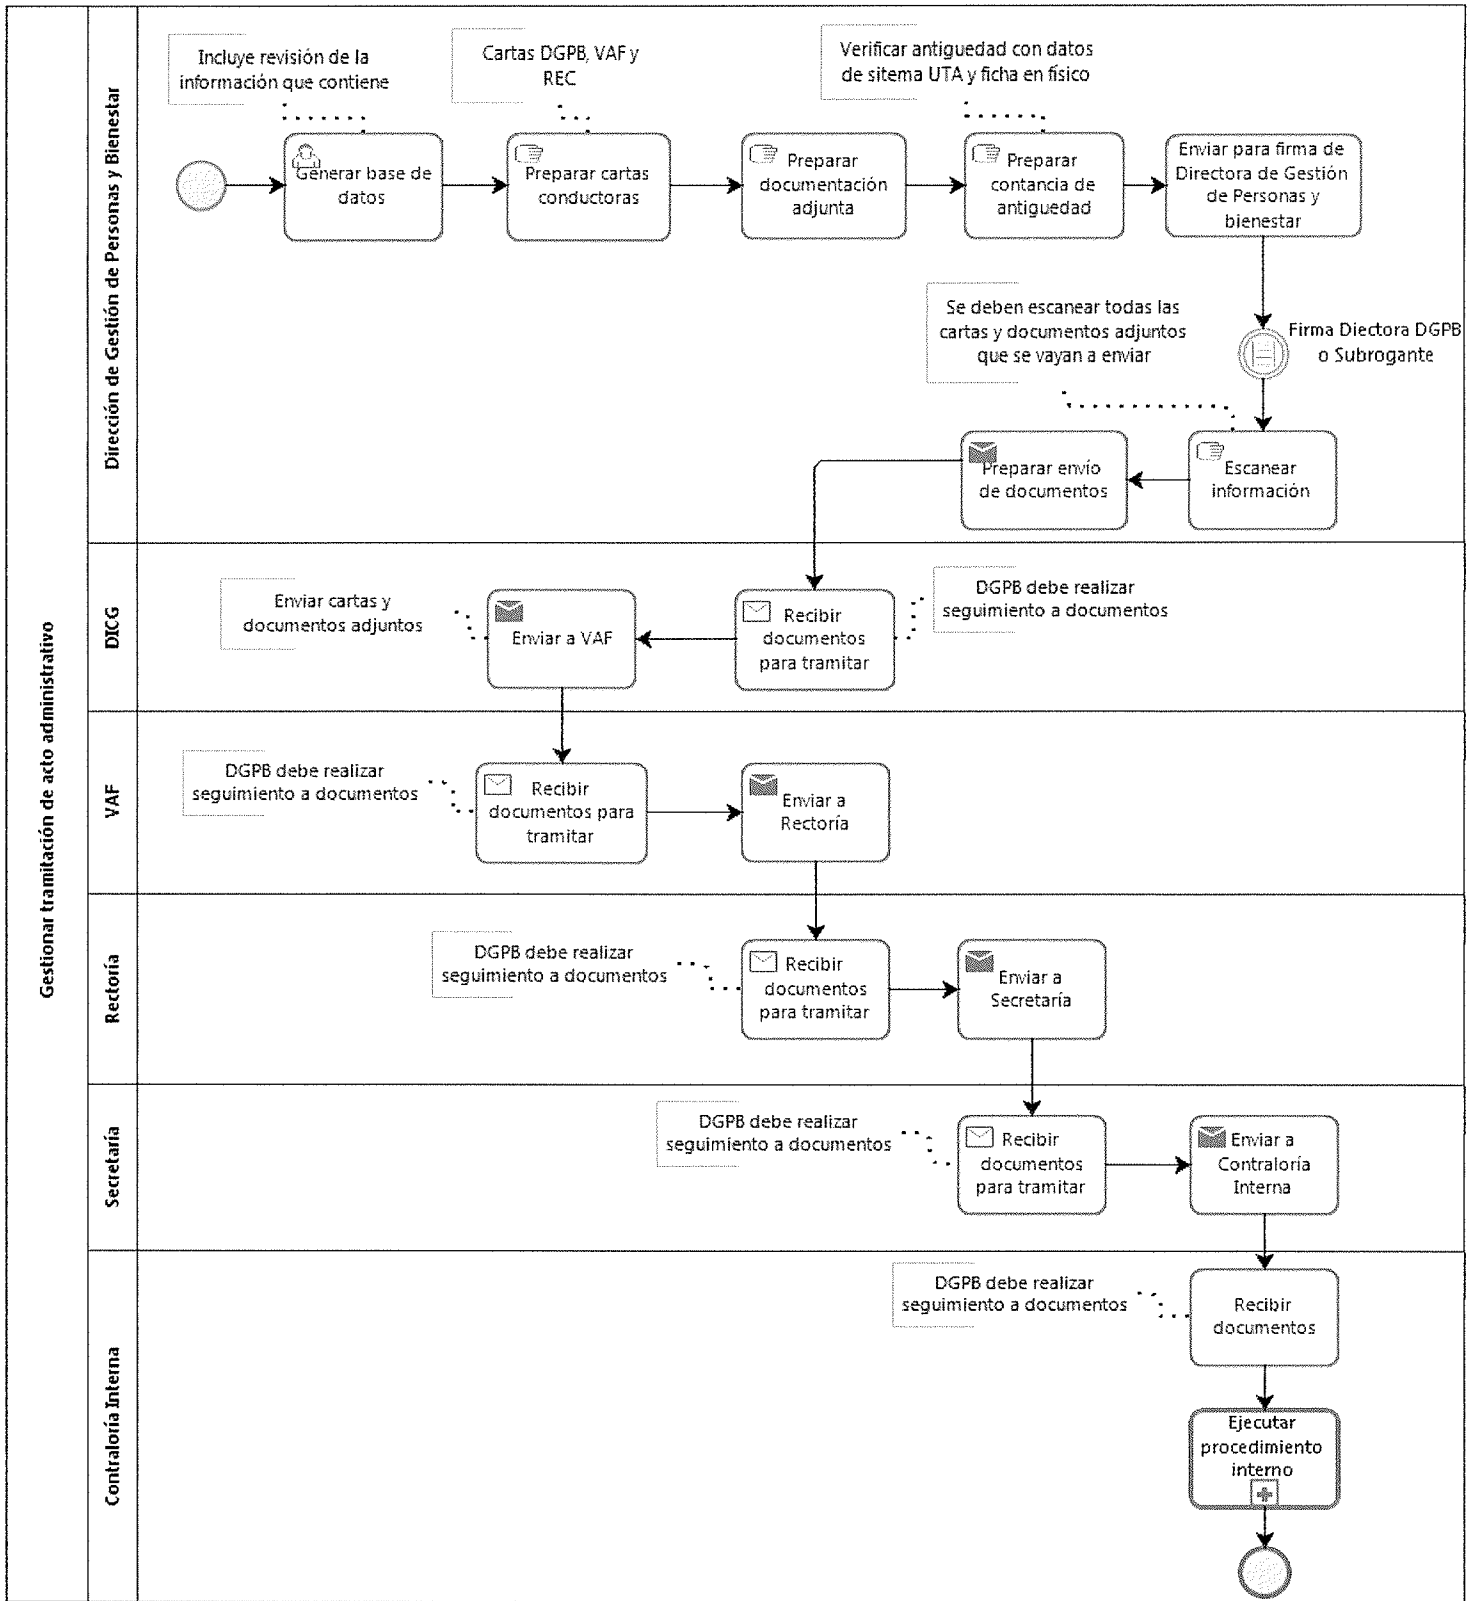 Gestionar tramitación de acto administrativo
Dirección de Gestión de Personas y Bienestar
Incluye revisión de la
información que contiene
Cartas DGPB, VAF y
REC
Verificar antiguedad con datos
de sitema UTA y ficha en físico
Generar base de
datos
Preparar cartas
conductoras
Preparar
documentación
adjunta
Preparar
contancia de
antiguedad
Enviar para firma de
Directora de Gestión
de Personas y
bienestar
Se deben escanear todas las
cartas y documentos adjuntos
que se vayan a enviar
Firma Diectora DGPB
o Subrogante
Preparar envío
de documentos
Escanear
información
DICG
Enviar cartas y
documentos adjuntos
Enviar a VAF
Recibir
documentos
para tramitar
DGPB debe realizar
seguimiento a documentos
VAF
DGPB debe realizar
seguimiento a documentos
Recibir
documentos para
tramitar
Enviar a
Rectoría
Rectoría
DGPB debe realizar
seguimiento a documentos
Recibir
documentos
para tramitar
Enviar a
Secretaría
Secretaría
DGPB debe realizar
seguimiento a documentos
Recibir
documentos
para tramitar
Enviar a
Contraloría
Interna
Contraloría Interna
DGPB debe realizar
seguimiento a documentos
Recibir
documentos
Ejecutar
procedimiento
interno